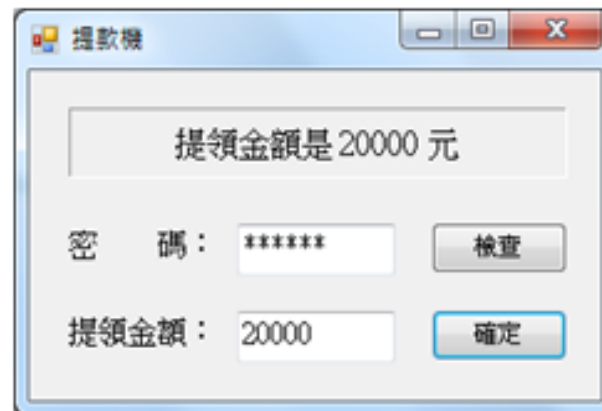 提款機
提領金額是 20000 元
密 碼： ****** 檢查
提領金額： 20000 確定